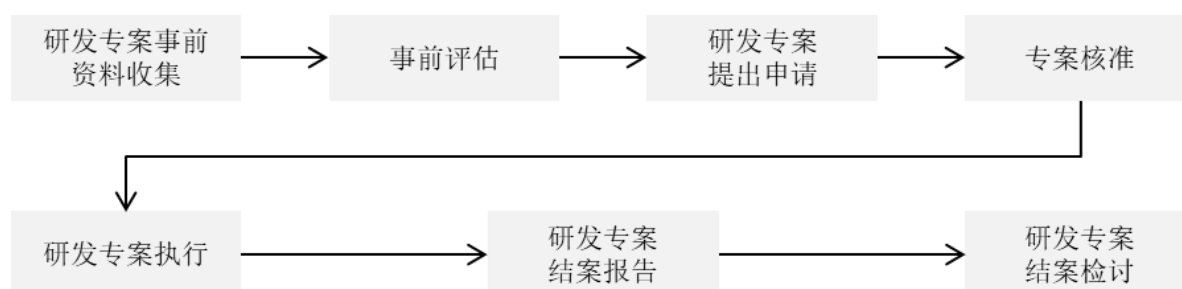 研发专案事前
资料收集
事前评估
研发专案
提出申请
专案核准
研发专案执行
研发专案
结案报告
研发专案
结案检讨